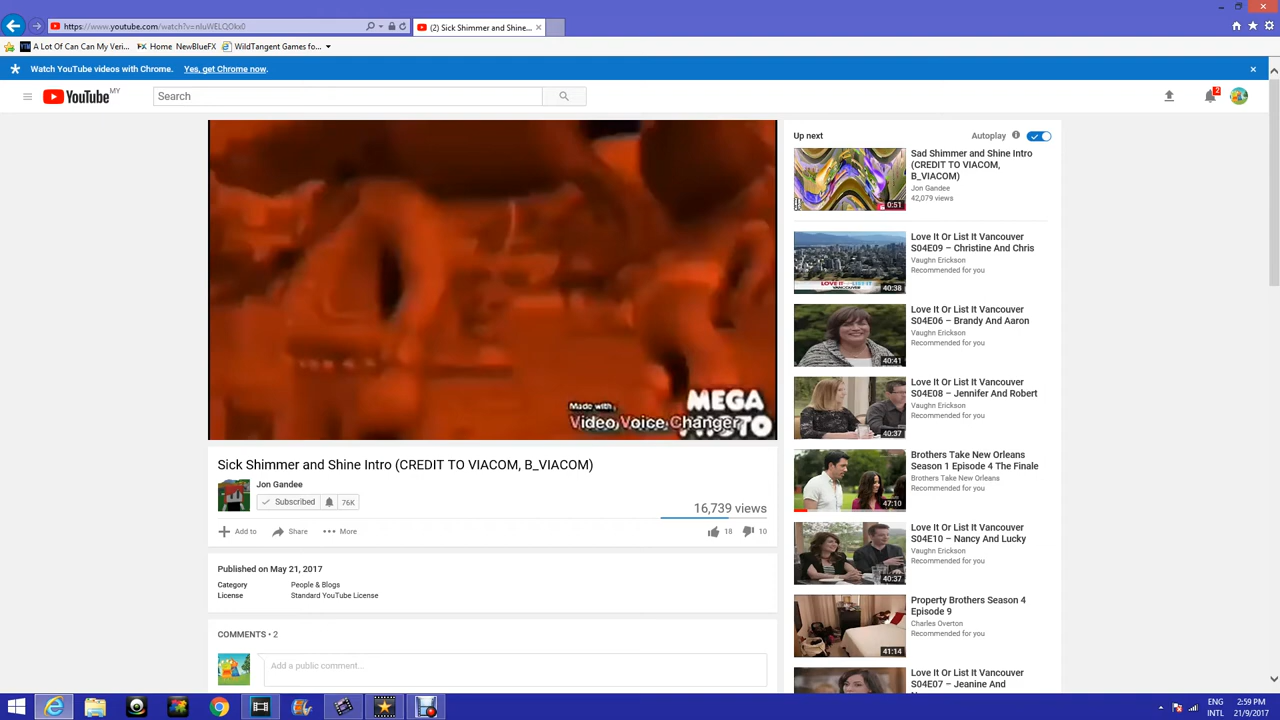 https://www.youtube.com/watch?v=nIuWELQOkx0
(2) Sick Shimmer and Shine...
A Lot Of Can Can My Veri...
Home NewBlueFX
WildTangent Games fo...
Watch YouTube videos with Chrome. Yes, get Chrome now.
YouTube MY
Search
2
Made with
Video Voice Changer
MEGA
Up next
Autoplay
Sad Shimmer and Shine Intro
(CREDIT TO VIACOM,
B_VIACOM)
Jon Gandee
42,079 views
0:51
Love It Or List It Vancouver
S04E09 – Christine And Chris
Vaughn Erickson
Recommended for you
LOVE IT LIST IT
VANCOUVER
40:38
Love It Or List It Vancouver
S04E06 – Brandy And Aaron
Vaughn Erickson
Recommended for you
40:41
Love It Or List It Vancouver
S04E08 – Jennifer And Robert
Vaughn Erickson
Recommended for you
40:37
Brothers Take New Orleans
Season 1 Episode 4 The Finale
Brothers Take New Orleans
Recommended for you
47:10
Love It Or List It Vancouver
S04E10 – Nancy And Lucky
Vaughn Erickson
Recommended for you
40:37
Property Brothers Season 4
Episode 9
Charles Overton
Recommended for you
41:14
Love It Or List It Vancouver
S04E07 – Jeanine And
Sick Shimmer and Shine Intro (CREDIT TO VIACOM, B_VIACOM)
Jon Gandee
Subscribed 76K
16,739 views
Add to Share More
18 10
Published on May 21, 2017
Category People & Blogs
License Standard YouTube License
COMMENTS • 2
Add a public comment...
ENG
INTL
2:59 PM
21/9/2017